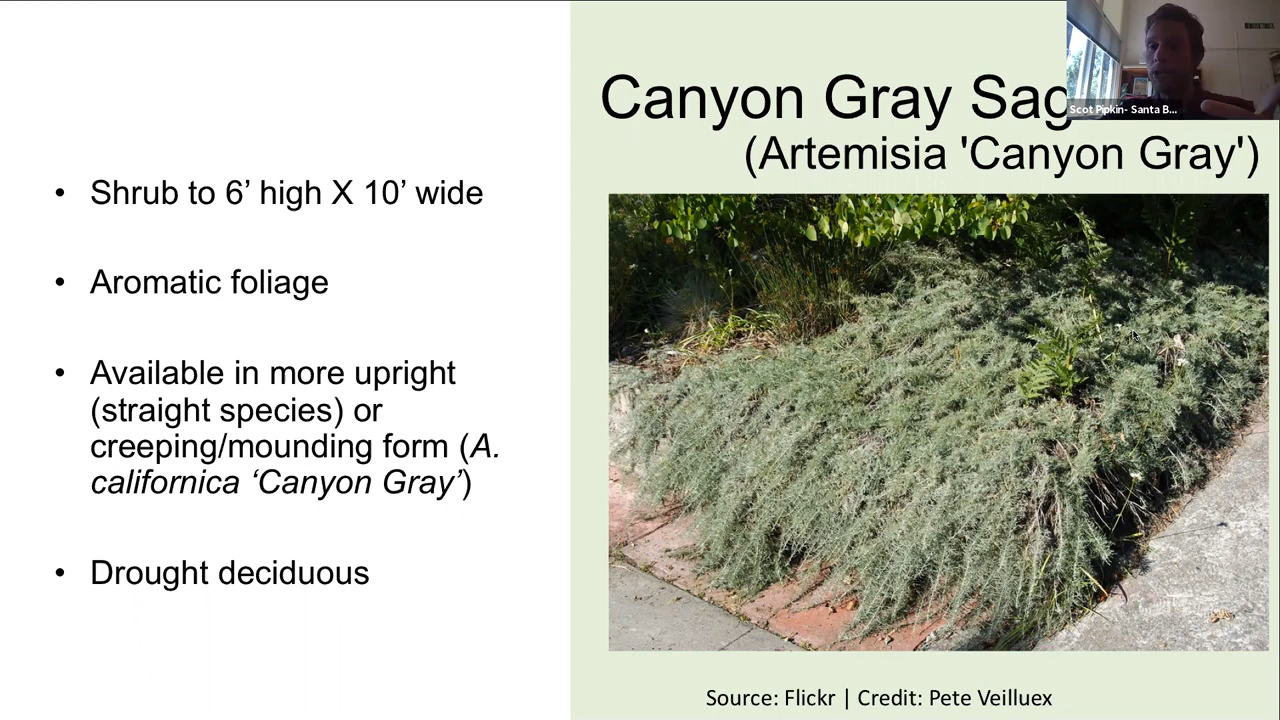 Canyon Gray Sag
(Artemisia 'Canyon Gray')
Scot Pipkin- Santa B...
• Shrub to 6’ high X 10’ wide
• Aromatic foliage
• Available in more upright
(straight species) or
creeping/mounding form (A.
californica ‘Canyon Gray’)
• Drought deciduous
Source: Flickr | Credit: Pete Veilluex